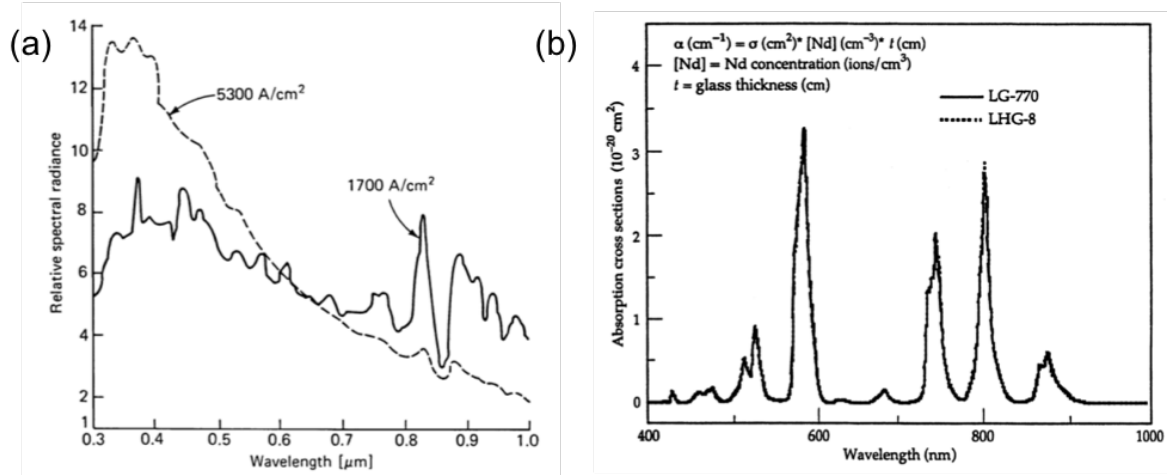 (a)
14
12
10
8
6
4
2
1
Relative spectral radiance
5300 A/cm²
1700 A/cm²
0.3 0.4 0.5 0.6 0.7 0.8 0.9 1.0
Wavelength [µm]
(b)
α (cm⁻¹) = σ (cm²)* [Nd] (cm⁻³)* t (cm)
[Nd] = Nd concentration (ions/cm³)
t = glass thickness (cm)
LG-770
LHG-8
4
3
2
1
0
Absorption cross sections (10⁻²⁰ cm²)
400 600 800 1000
Wavelength (nm)